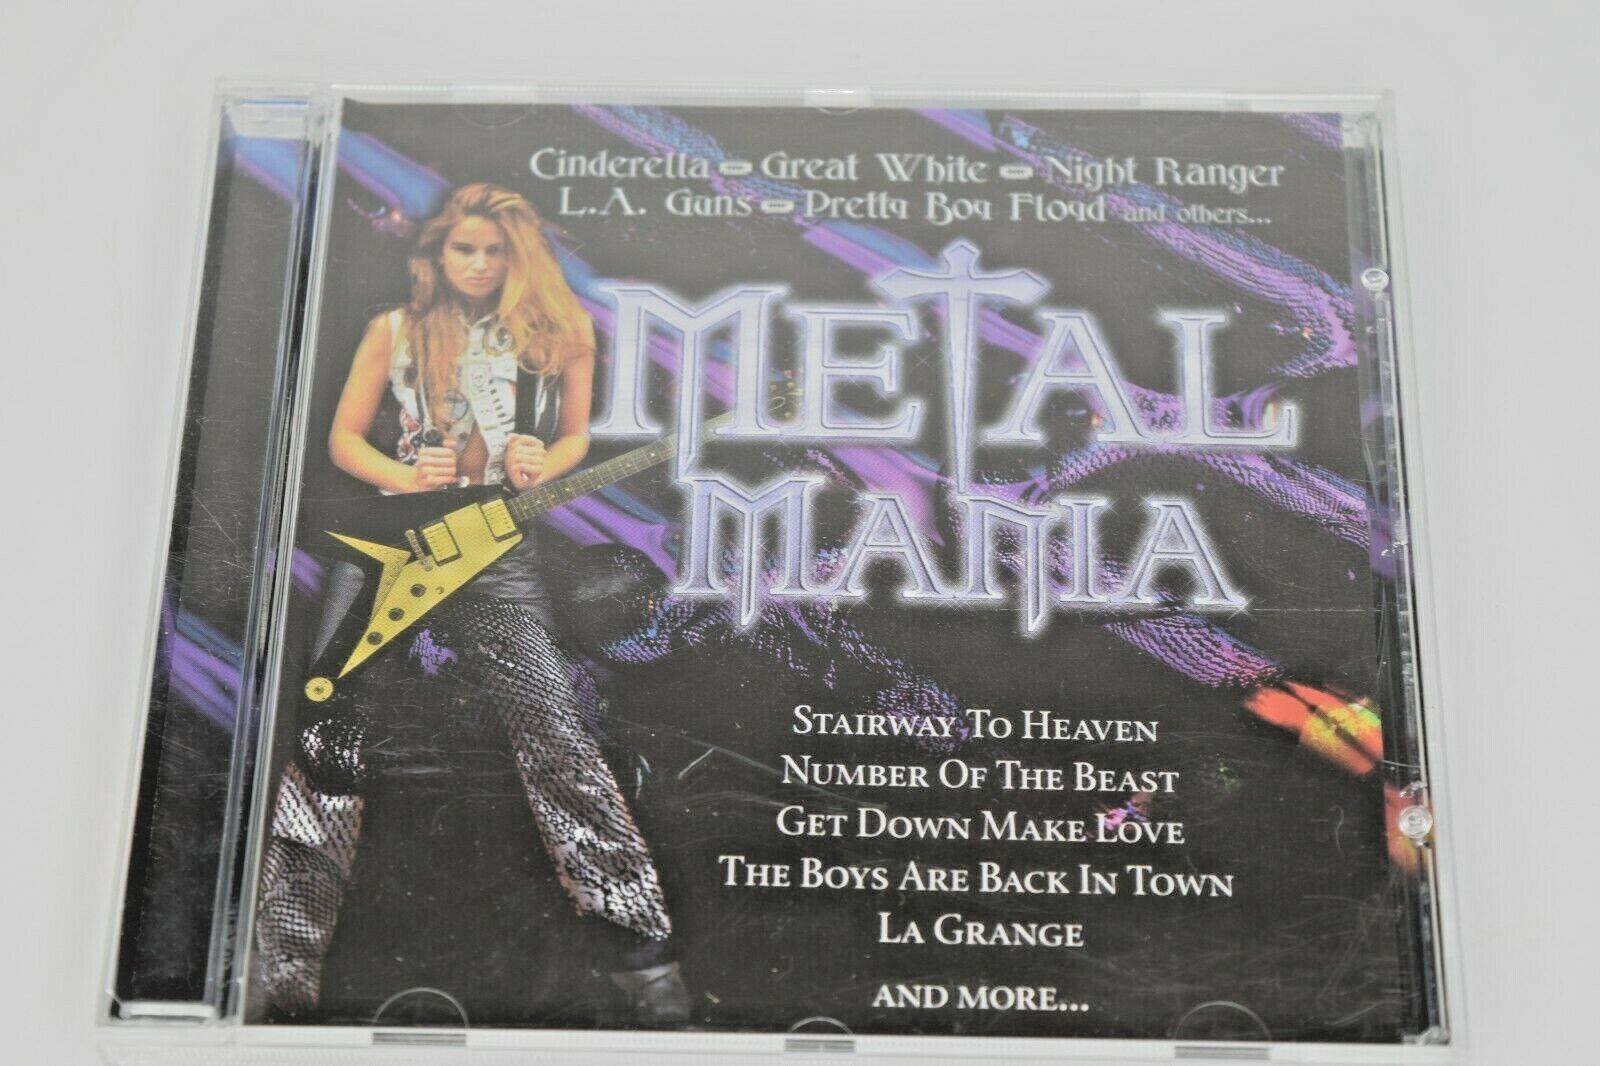 Cinderella - Great White - Night Ranger
L.A. Guns - Pretty Boy Floyd and others...
METAL
MANIA
STAIRWAY TO HEAVEN
NUMBER OF THE BEAST
GET DOWN MAKE LOVE
THE BOYS ARE BACK IN TOWN
LA GRANGE
AND MORE...